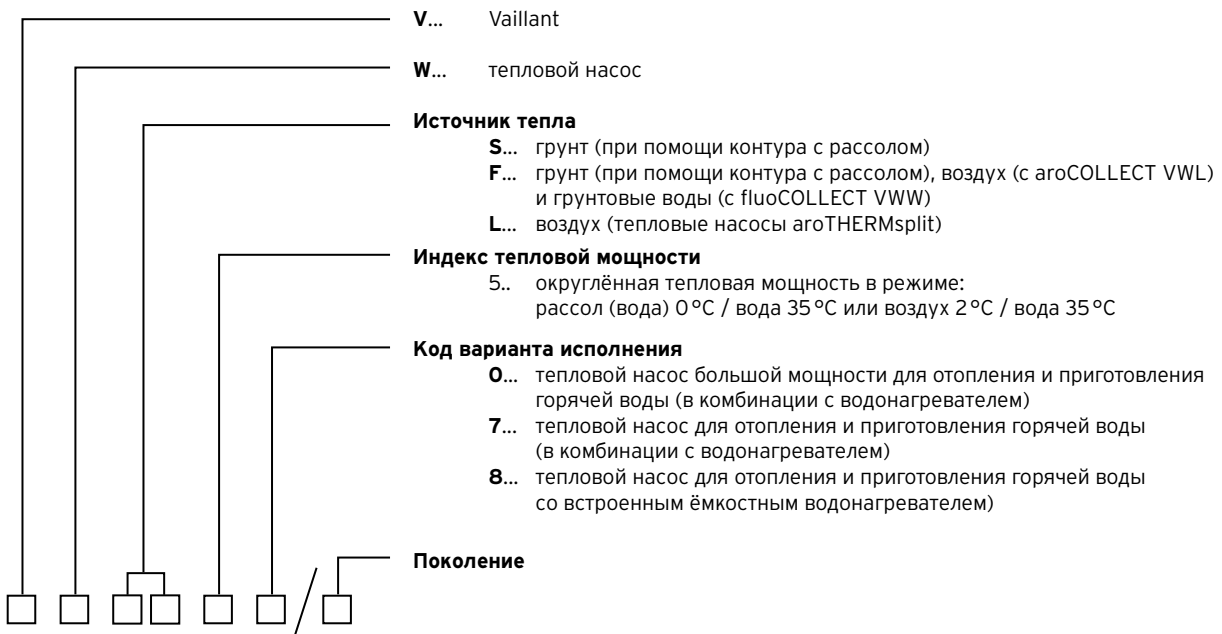 V... Vaillant
W... тепловой насос
Источник тепла
S... грунт (при помощи контура с рассолом)
F... грунт (при помощи контура с рассолом), воздух (с aroCOLLECT VWL)
и грунтовые воды (с fluoCOLLECT VWW)
L... воздух (тепловые насосы aroTHERMsplit)
Индекс тепловой мощности
5.. округлённая тепловая мощность в режиме:
рассол (вода) 0°C / вода 35°C или воздух 2°C / вода 35°C
Код варианта исполнения
0... тепловой насос большой мощности для отопления и приготовления
горячей воды (в комбинации с водонагревателем)
7... тепловой насос для отопления и приготовления горячей воды
(в комбинации с водонагревателем)
8... тепловой насос для отопления и приготовления горячей воды
со встроенным ёмкостным водонагревателем)
Поколение
/